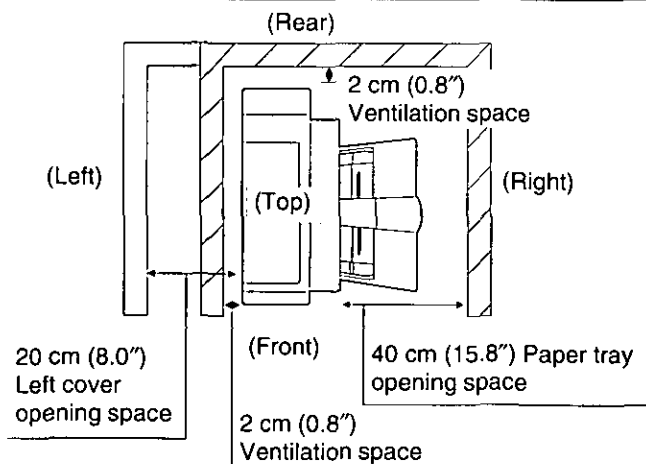 (Rear)
2 cm (0.8″)
Ventilation space
(Left)
(Top)
(Right)
(Front)
20 cm (8.0″)
Left cover
opening space
40 cm (15.8″) Paper tray
opening space
2 cm (0.8″)
Ventilation space